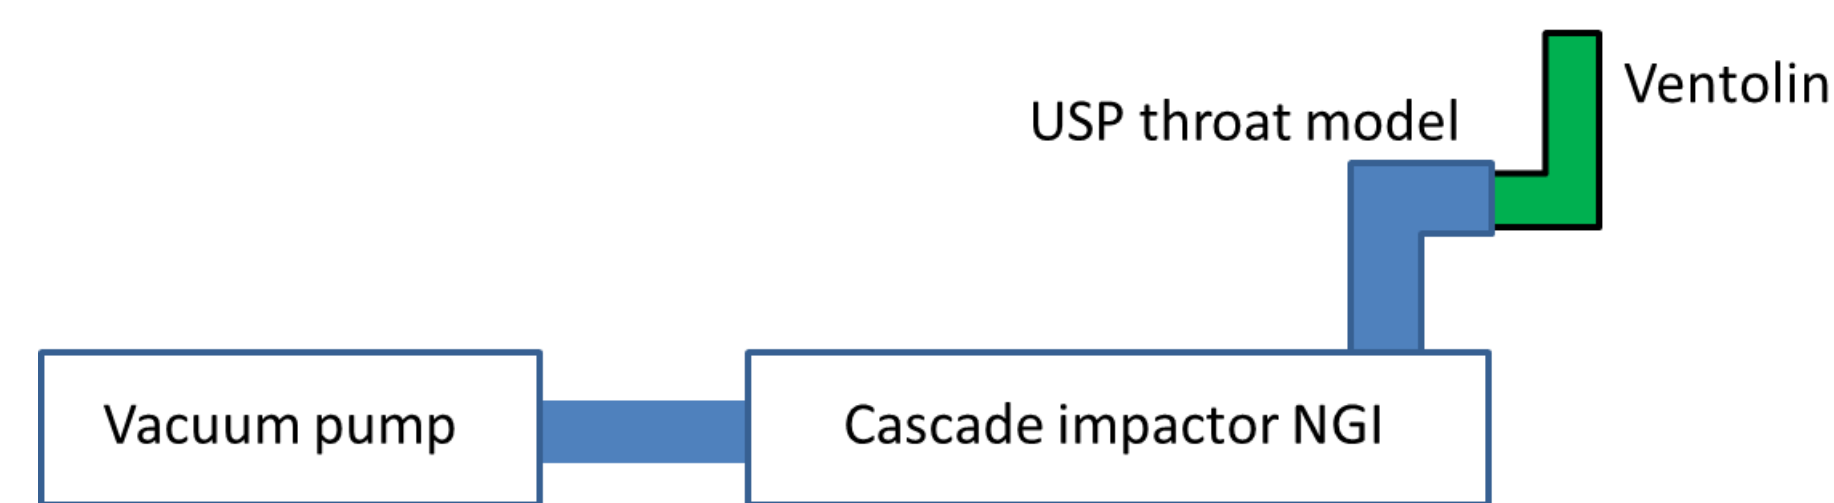 Ventolin
USP throat model
Vacuum pump
Cascade impactor NGI